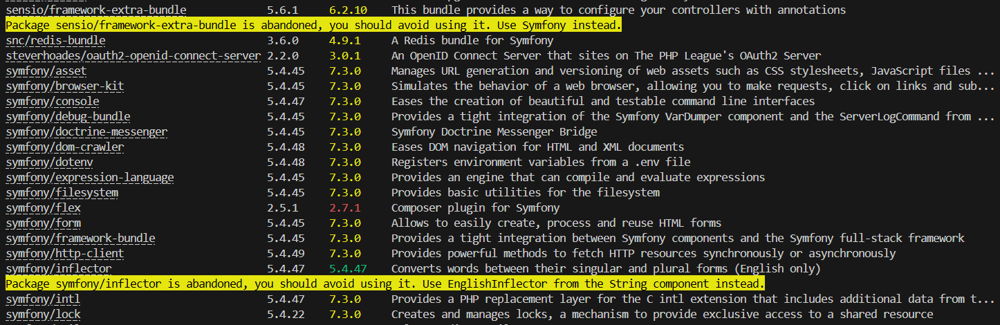 sensio/framework-extra-bundle 5.6.1 6.2.10 This bundle provides a way to configure your controllers with annotations
Package sensio/framework-extra-bundle is abandoned, you should avoid using it. Use Symfony instead.
snc/redis-bundle 3.6.0 4.9.1 A Redis bundle for Symfony
steverhoades/oauth2-openid-connect-server 2.2.0 3.0.1 An OpenID Connect Server that sites on The PHP League's OAuth2 Server
symfony/asset 5.4.45 7.3.0 Manages URL generation and versioning of web assets such as CSS stylesheets, JavaScript files ...
symfony/browser-kit 5.4.45 7.3.0 Simulates the behavior of a web browser, allowing you to make requests, click on links and sub...
symfony/console 5.4.47 7.3.0 Eases the creation of beautiful and testable command line interfaces
symfony/debug-bundle 5.4.45 7.3.0 Provides a tight integration of the Symfony VarDumper component and the ServerLogCommand from ...
symfony/doctrine-messenger 5.4.45 7.3.0 Symfony Doctrine Messenger Bridge
symfony/dom-crawler 5.4.48 7.3.0 Eases DOM navigation for HTML and XML documents
symfony/dotenv 5.4.48 7.3.0 Registers environment variables from a .env file
symfony/expression-language 5.4.45 7.3.0 Provides an engine that can compile and evaluate expressions
symfony/filesystem 5.4.45 7.3.0 Provides basic utilities for the filesystem
symfony/flex 2.5.1 2.7.1 Composer plugin for Symfony
symfony/form 5.4.45 7.3.0 Allows to easily create, process and reuse HTML forms
symfony/framework-bundle 5.4.45 7.3.0 Provides a tight integration between Symfony components and the Symfony full-stack framework
symfony/http-client 5.4.49 7.3.0 Provides powerful methods to fetch HTTP resources synchronously or asynchronously
symfony/inflector 5.4.47 5.4.47 Converts words between their singular and plural forms (English only)
Package symfony/inflector is abandoned, you should avoid using it. Use EnglishInflector from the String component instead.
symfony/intl 5.4.47 7.3.0 Provides a PHP replacement layer for the C intl extension that includes additional data from t...
symfony/lock 5.4.22 7.3.0 Creates and manages locks, a mechanism to provide exclusive access to a shared resource